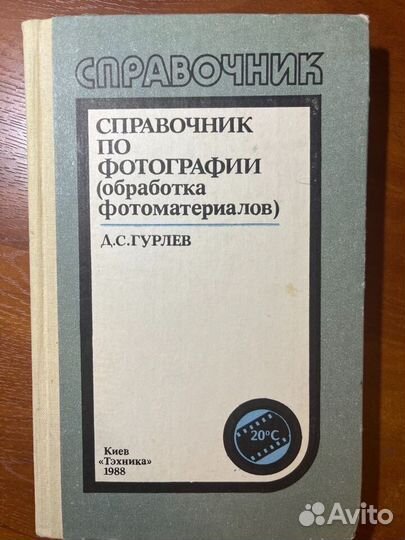 СПРАВОЧНИК
СПРАВОЧНИК
ПО
ФОТОГРАФИИ
(обработка
фотоматериалов)
Д.С.ГУРЛЕВ
20°C
Киев
«Тэхника»
1988
Avito